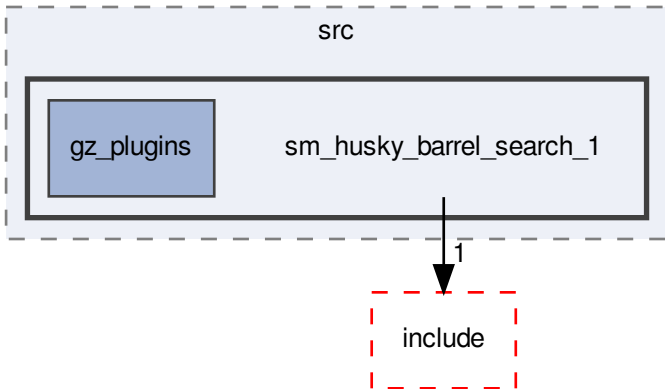 src
gz_plugins
sm_husky_barrel_search_1
1
include